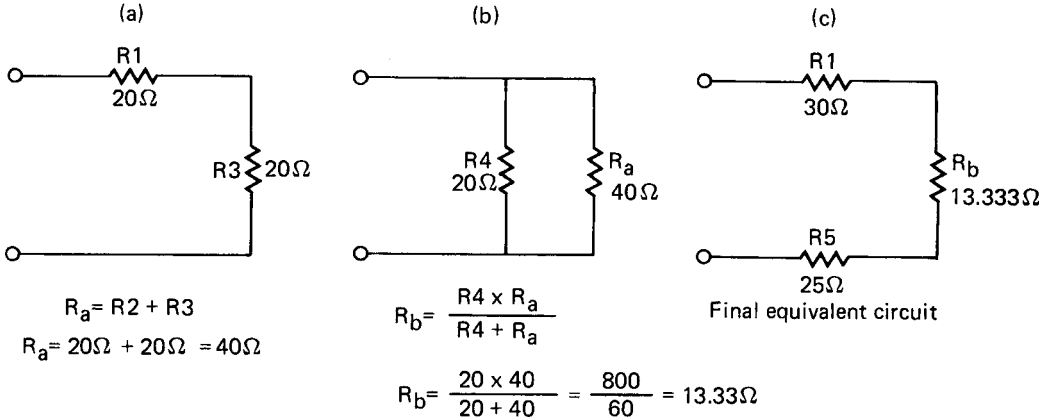 (a)
R1
20Ω
R3 20Ω
Ra= R2 + R3
Ra= 20Ω + 20Ω = 40Ω
(b)
R4
20Ω
Ra
40Ω
Rb= R4 x Ra
R4 + Ra
Rb= 20 x 40 = 800 = 13.33Ω
20 + 40 60
(c)
R1
30Ω
Rb
13.333Ω
R5
25Ω
Final equivalent circuit